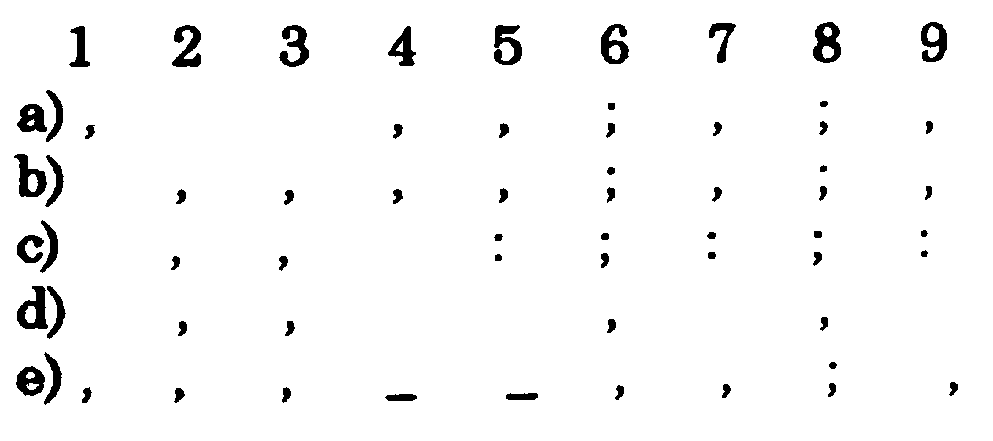 1 2 3 4 5 6 7 8 9
a) , , , ; , ; ,
b) , , , , ; , ; ,
c) , , : ; : ; :
d) , , , ,
e) , , , _ _ , , ; ,